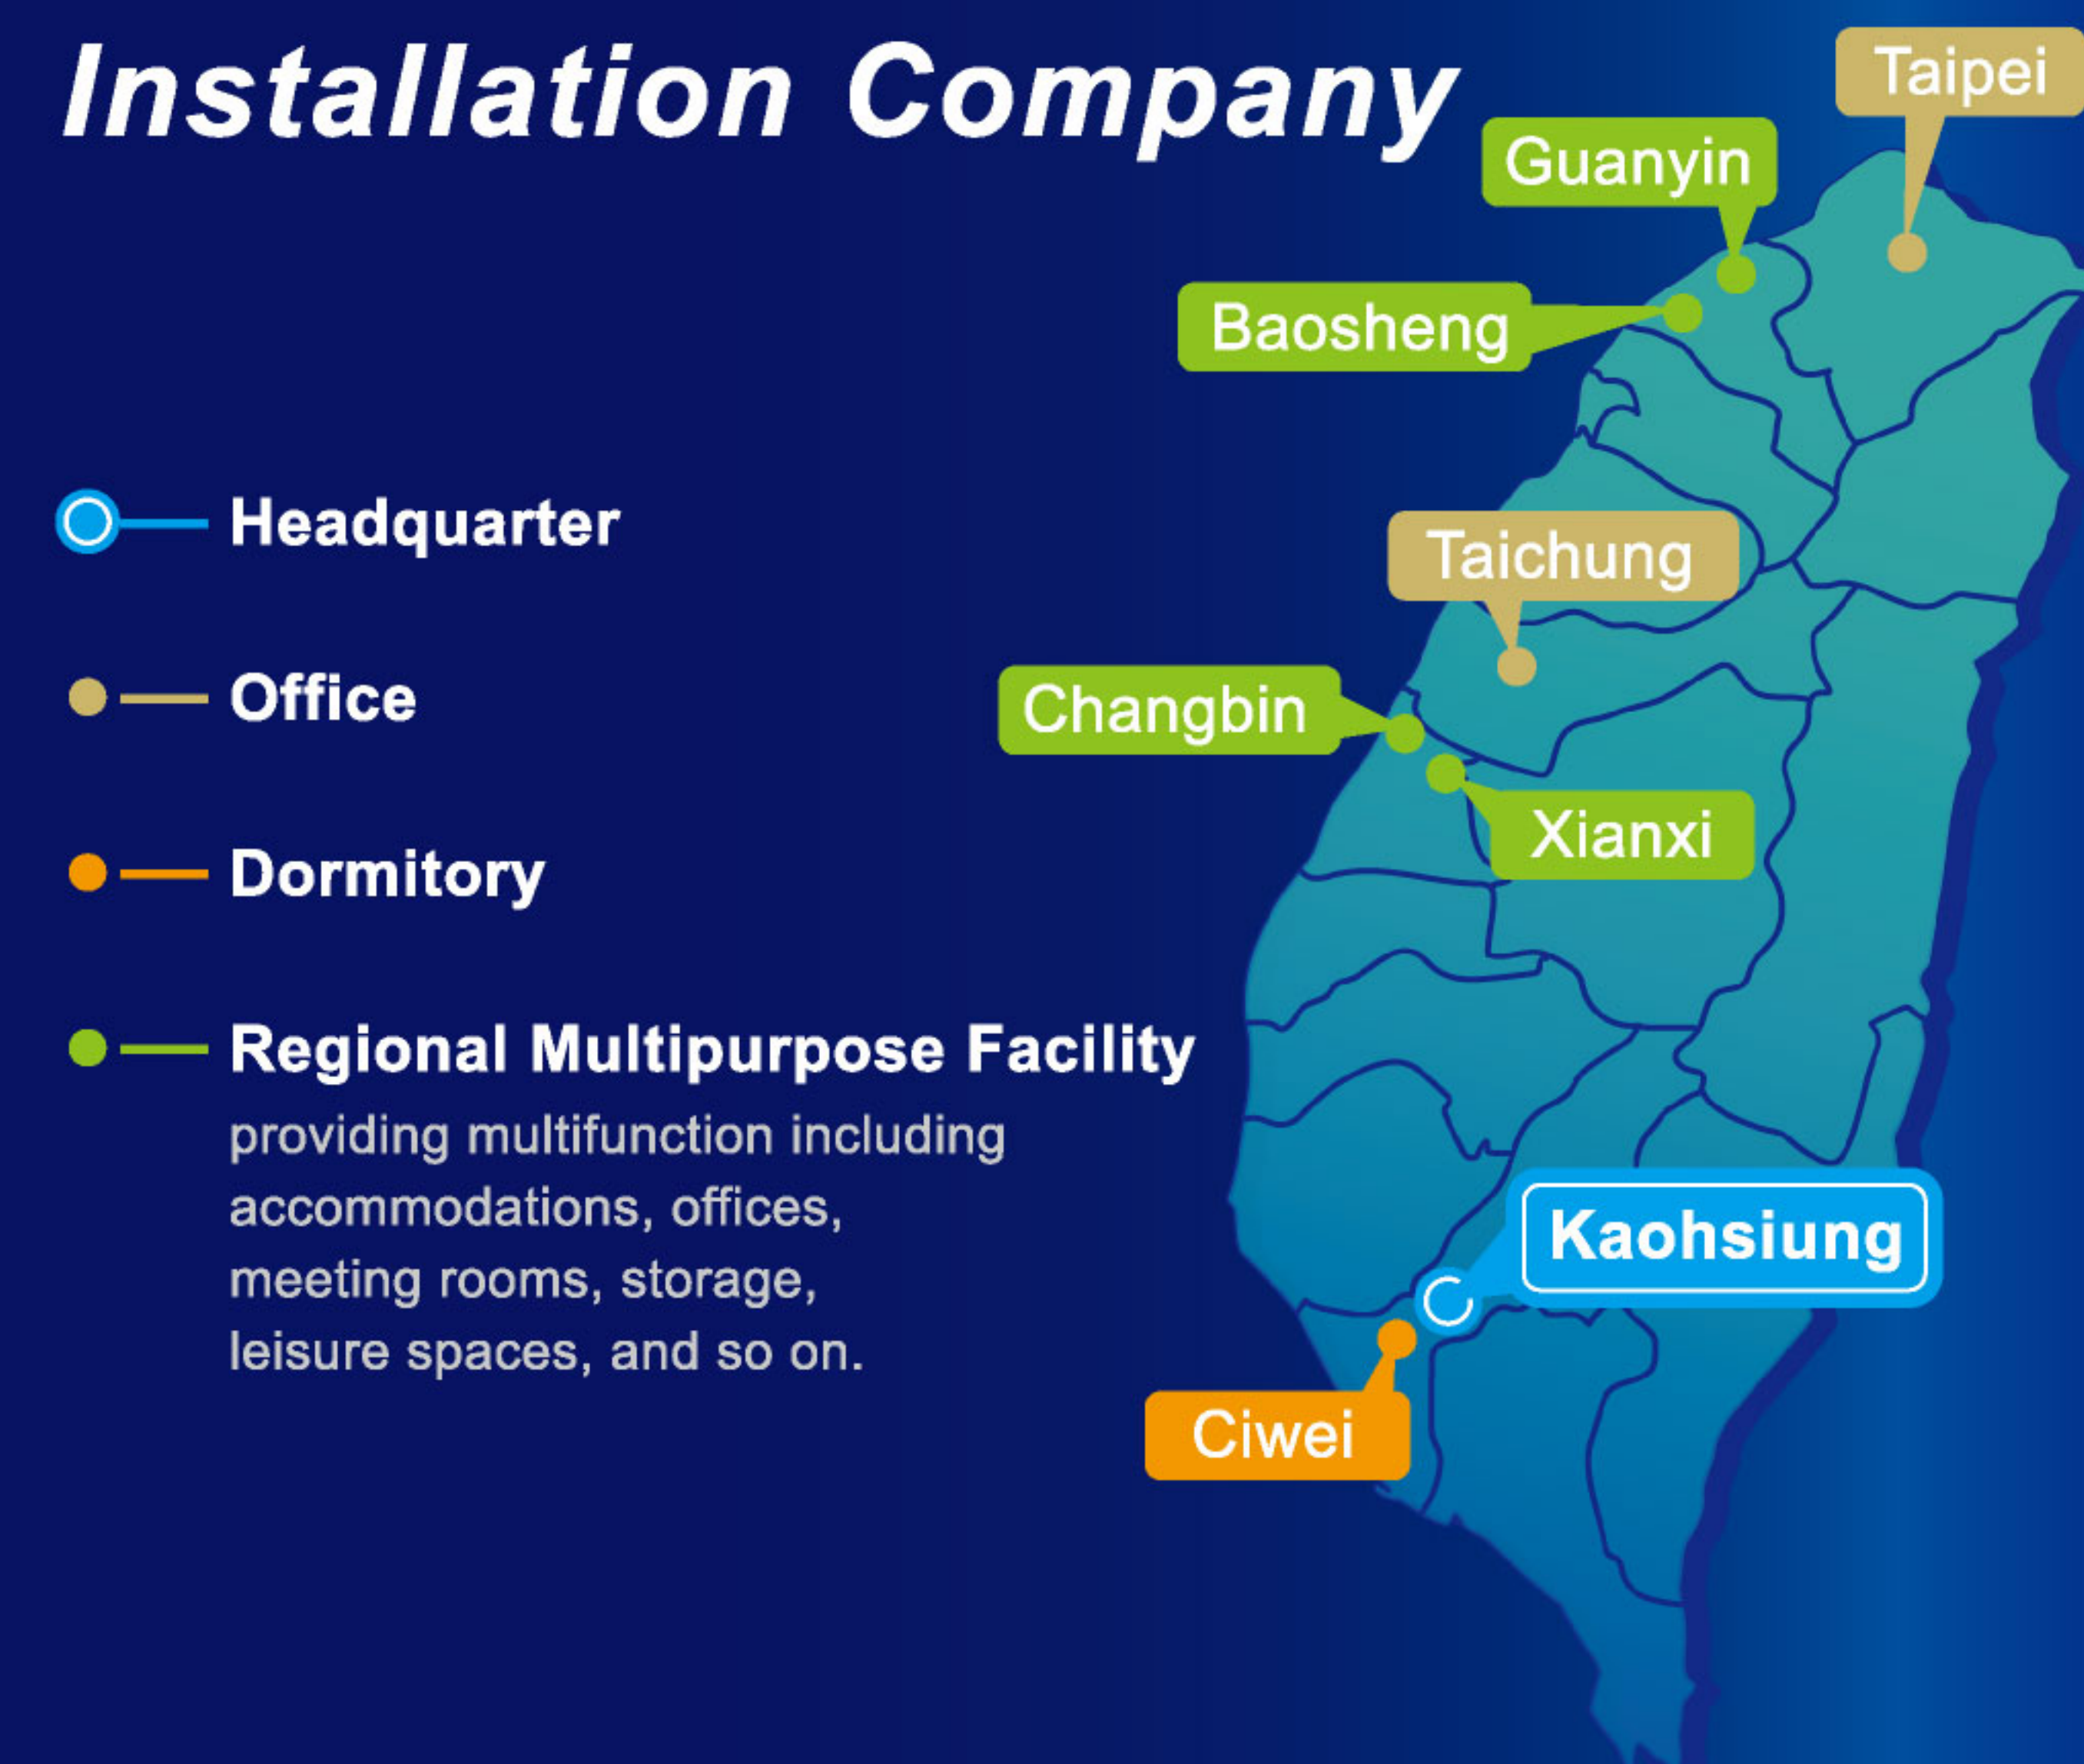 Installation Company
Taipei
Guanyin
Baosheng
Headquarter
Taichung
Office
Changbin
Xianxi
Dormitory
Regional Multipurpose Facility
providing multifunction including
accommodations, offices,
meeting rooms, storage,
leisure spaces, and so on.
Kaohsiung
Ciwei